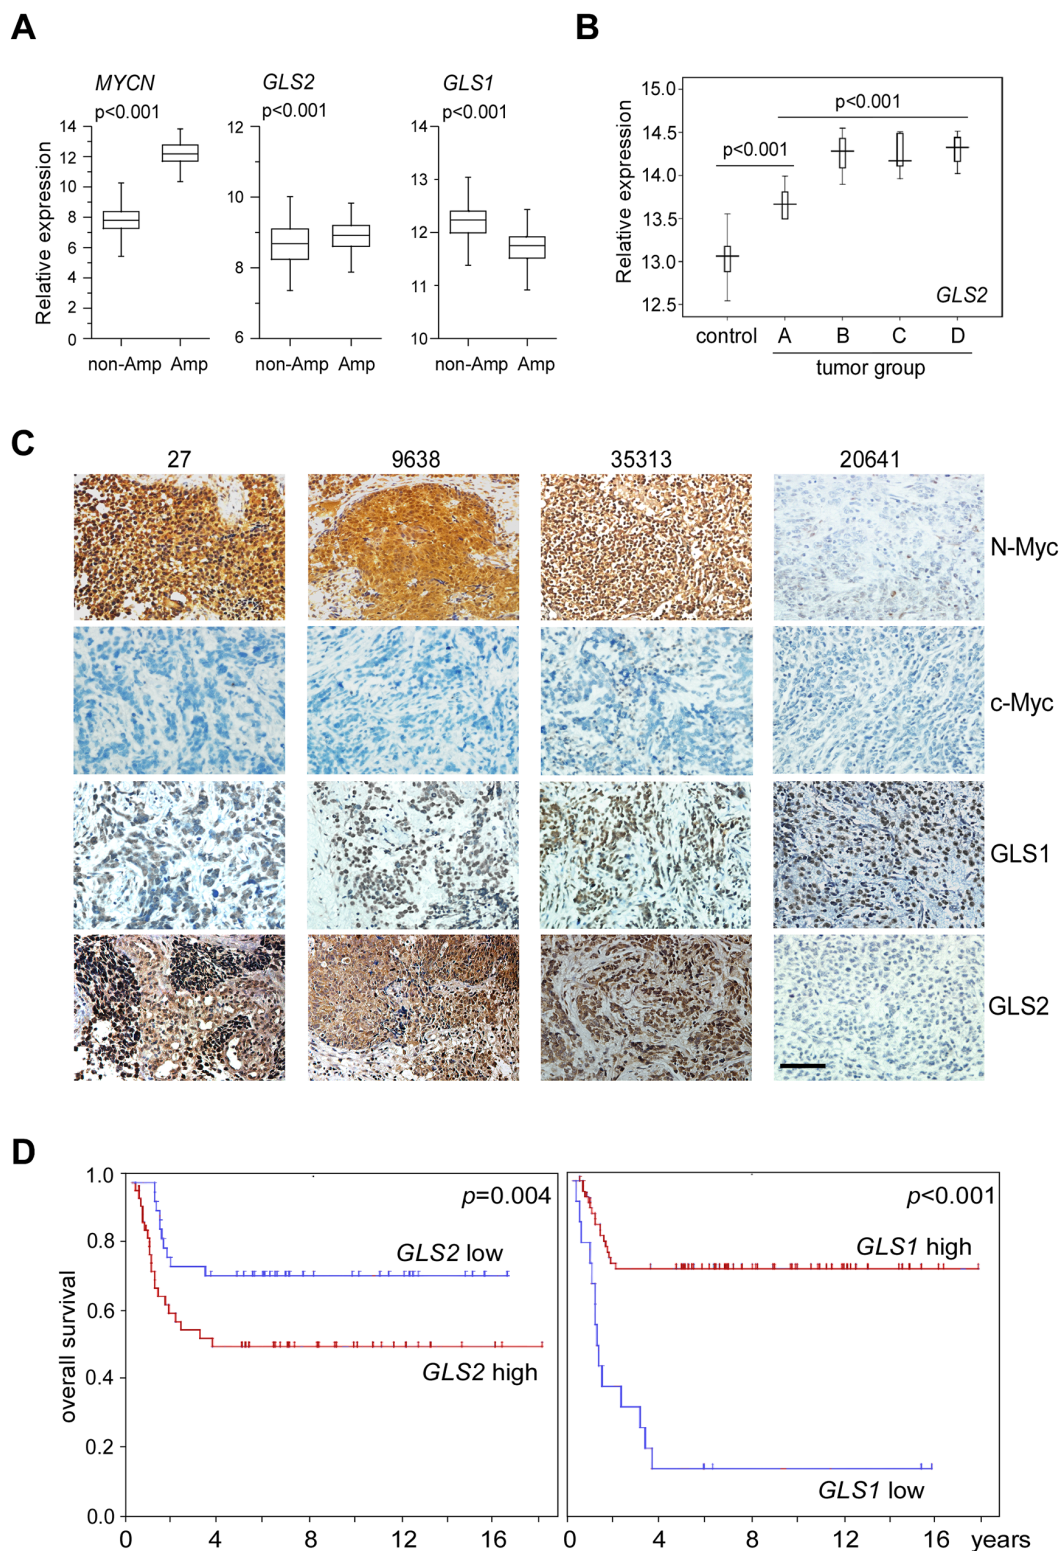 A
MYCN
p<0.001
GLS2
p<0.001
GLS1
p<0.001
Relative expression
14
12
10
8
6
4
2
0
non-Amp Amp
12
10
8
6
non-Amp Amp
14
13
12
11
10
non-Amp Amp
B
Relative expression
15.0
14.5
14.0
13.5
13.0
12.5
p<0.001
p<0.001
GLS2
control A B C D
tumor group
C
27 9638 35313 20641
N-Myc
c-Myc
GLS1
GLS2
D
overall survival
1.0
0.8
0.6
0.4
0.2
0.0
p=0.004
GLS2 low
GLS2 high
0 4 8 12 16
p<0.001
GLS1 high
GLS1 low
0 4 8 12 16 years